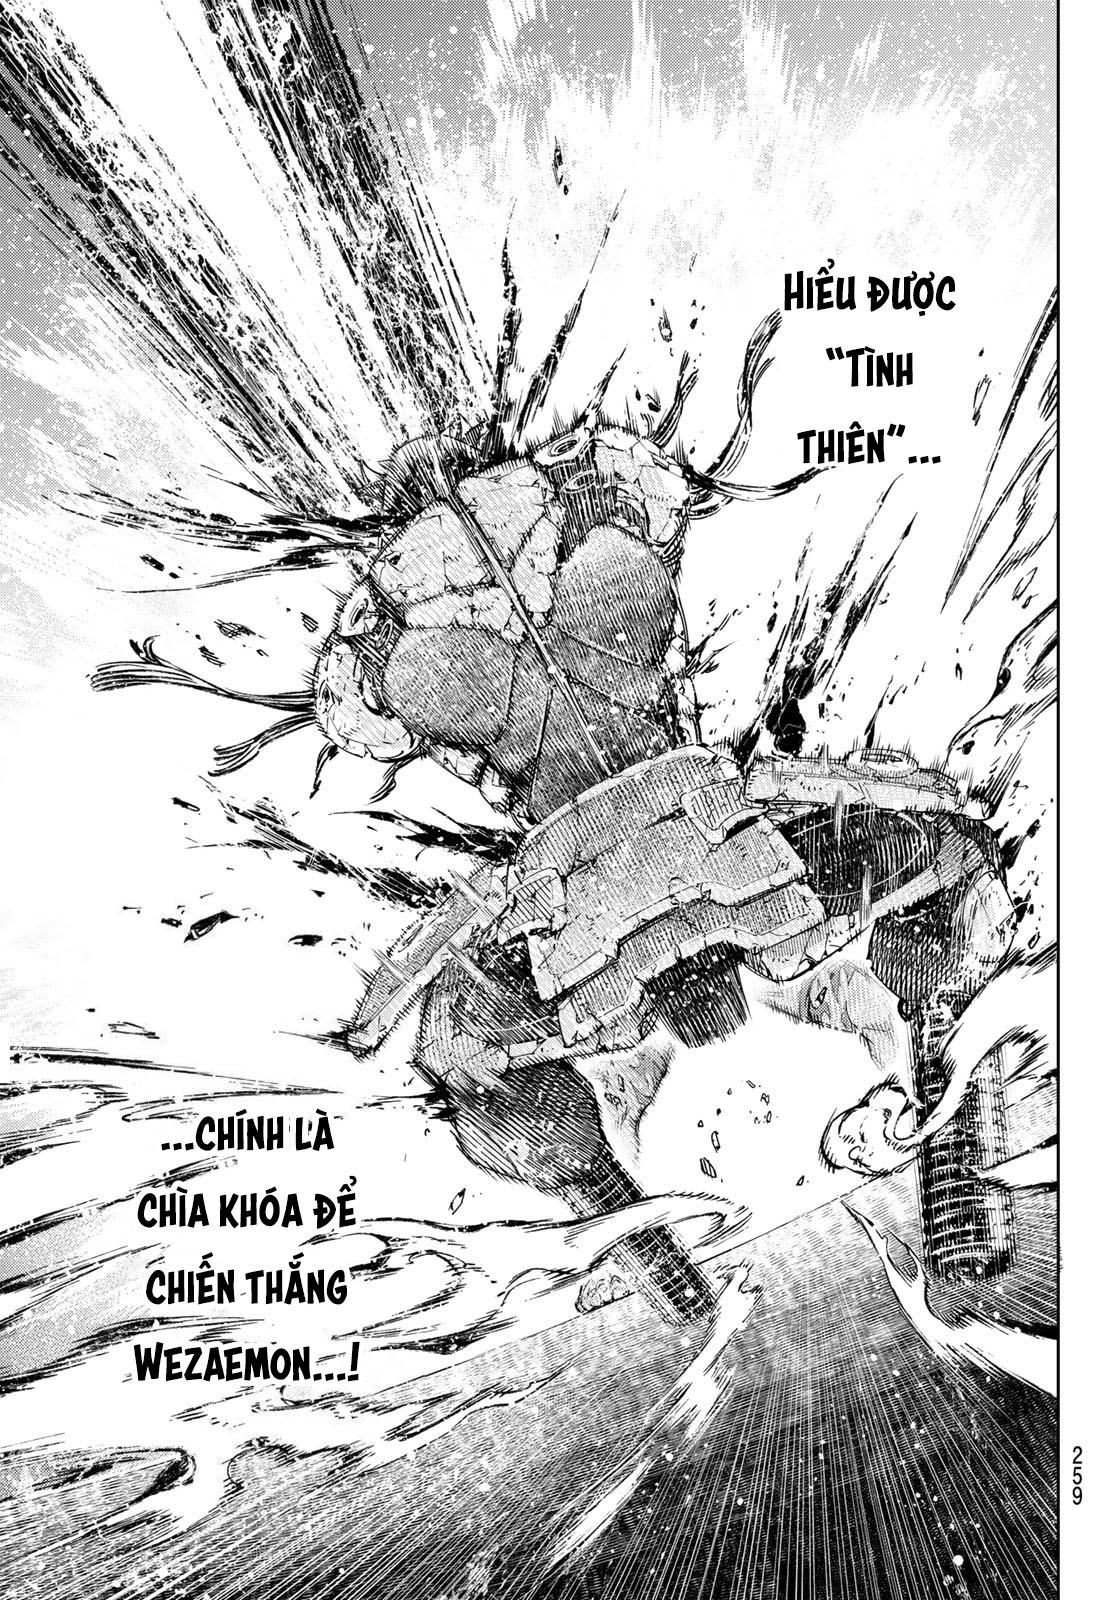 HIỂU ĐƯỢC
“TÌNH
THIÊN”...
...CHÍNH LÀ
CHÌA KHÓA ĐỂ
CHIẾN THẮNG
WEZAEMON...!
259